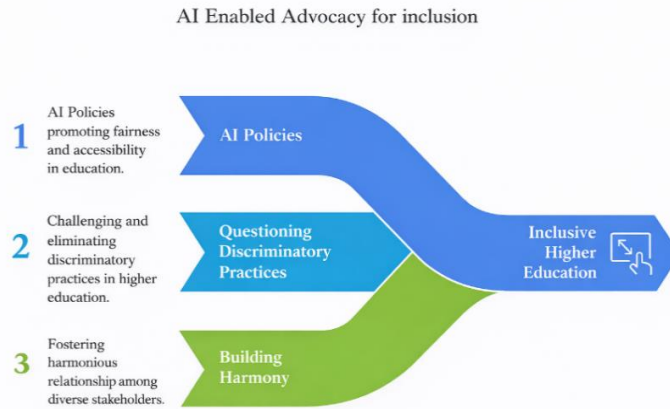 AI Enabled Advocacy for inclusion
1
AI Policies
promoting fairness
and accessibility
in education.
AI Policies
2
Challenging and
eliminating
discriminatory
practices in higher
education.
Questioning
Discriminatory
Practices
Inclusive
Higher
Education
3
Fostering
harmonious
relationship among
diverse stakeholders.
Building
Harmony